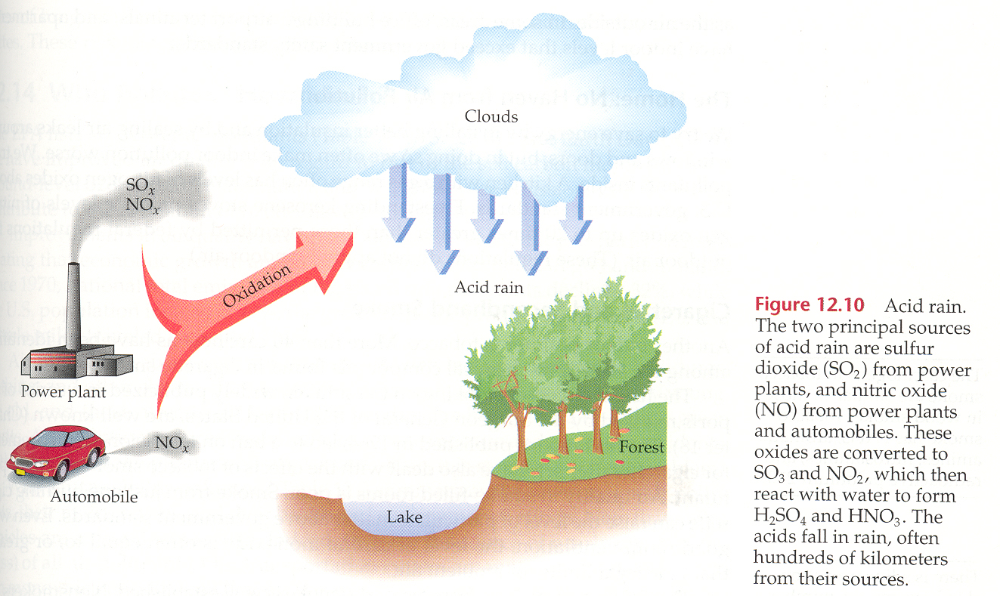 Clouds
SOx
NOx
Oxidation
Acid rain
Power plant
NOx
Automobile
Forest
Lake
Figure 12.10 Acid rain.
The two principal sources
of acid rain are sulfur
dioxide (SO₂) from power
plants, and nitric oxide
(NO) from power plants
and automobiles. These
oxides are converted to
SO₃ and NO₂, which then
react with water to form
H₂SO₄ and HNO₃. The
acids fall in rain, often
hundreds of kilometers
from their sources.